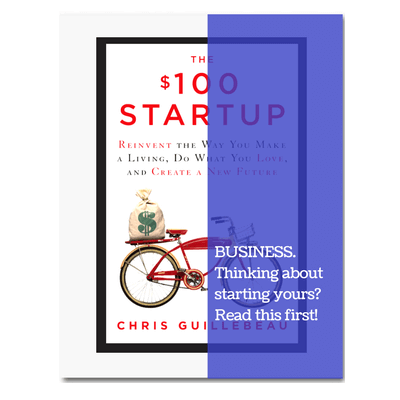 THE
$100
STARTUP
REINVENT THE WAY YOU MAKE
A LIVING, DO WHAT YOU LOVE,
AND CREATE A NEW FUTURE
$
BUSINESS.
Thinking about
starting yours?
Read this first!
CHRIS GUILLEBEAU